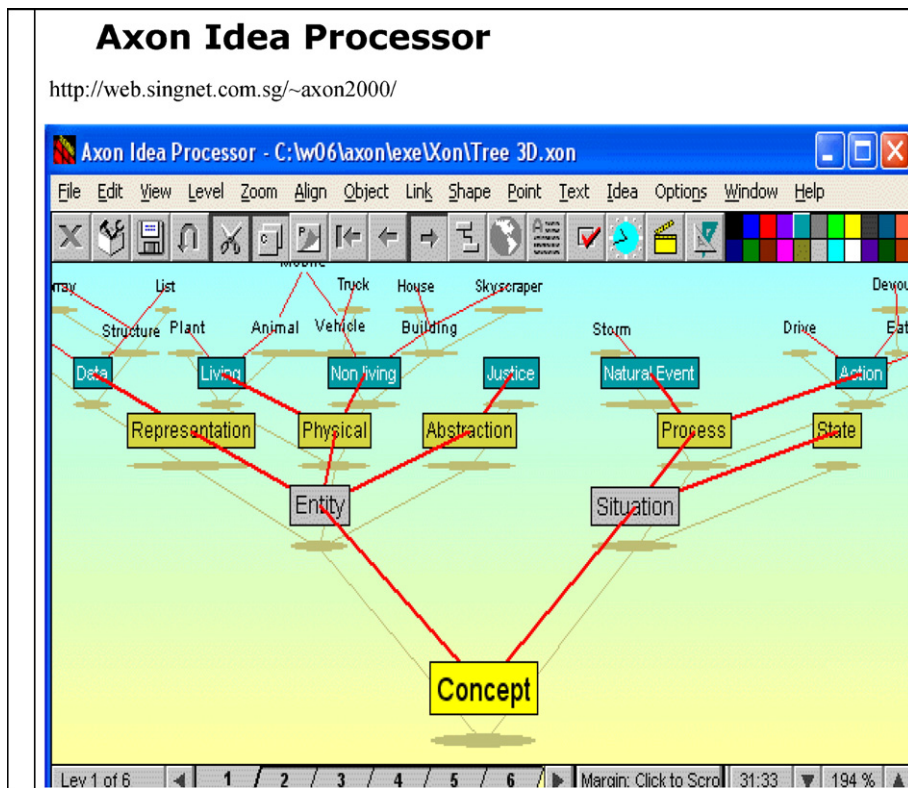 Axon Idea Processor
http://web.singnet.com.sg/~axon2000/
Axon Idea Processor - C:\w06\axon\exe\Xon\Tree 3D.xon
File Edit View Level Zoom Align Object Link Shape Point Text Idea Options Window Help
List Truck House Skyscraper
Structure Plant Animal Vehicle Building Storm Drive
Data Living Non living Justice Natural Event Action
Representation Physical Abstraction Process State
Entity Situation
Concept
Lev 1 of 6 1 2 3 4 5 6 Margin: Click to Scro 31:33 194 %